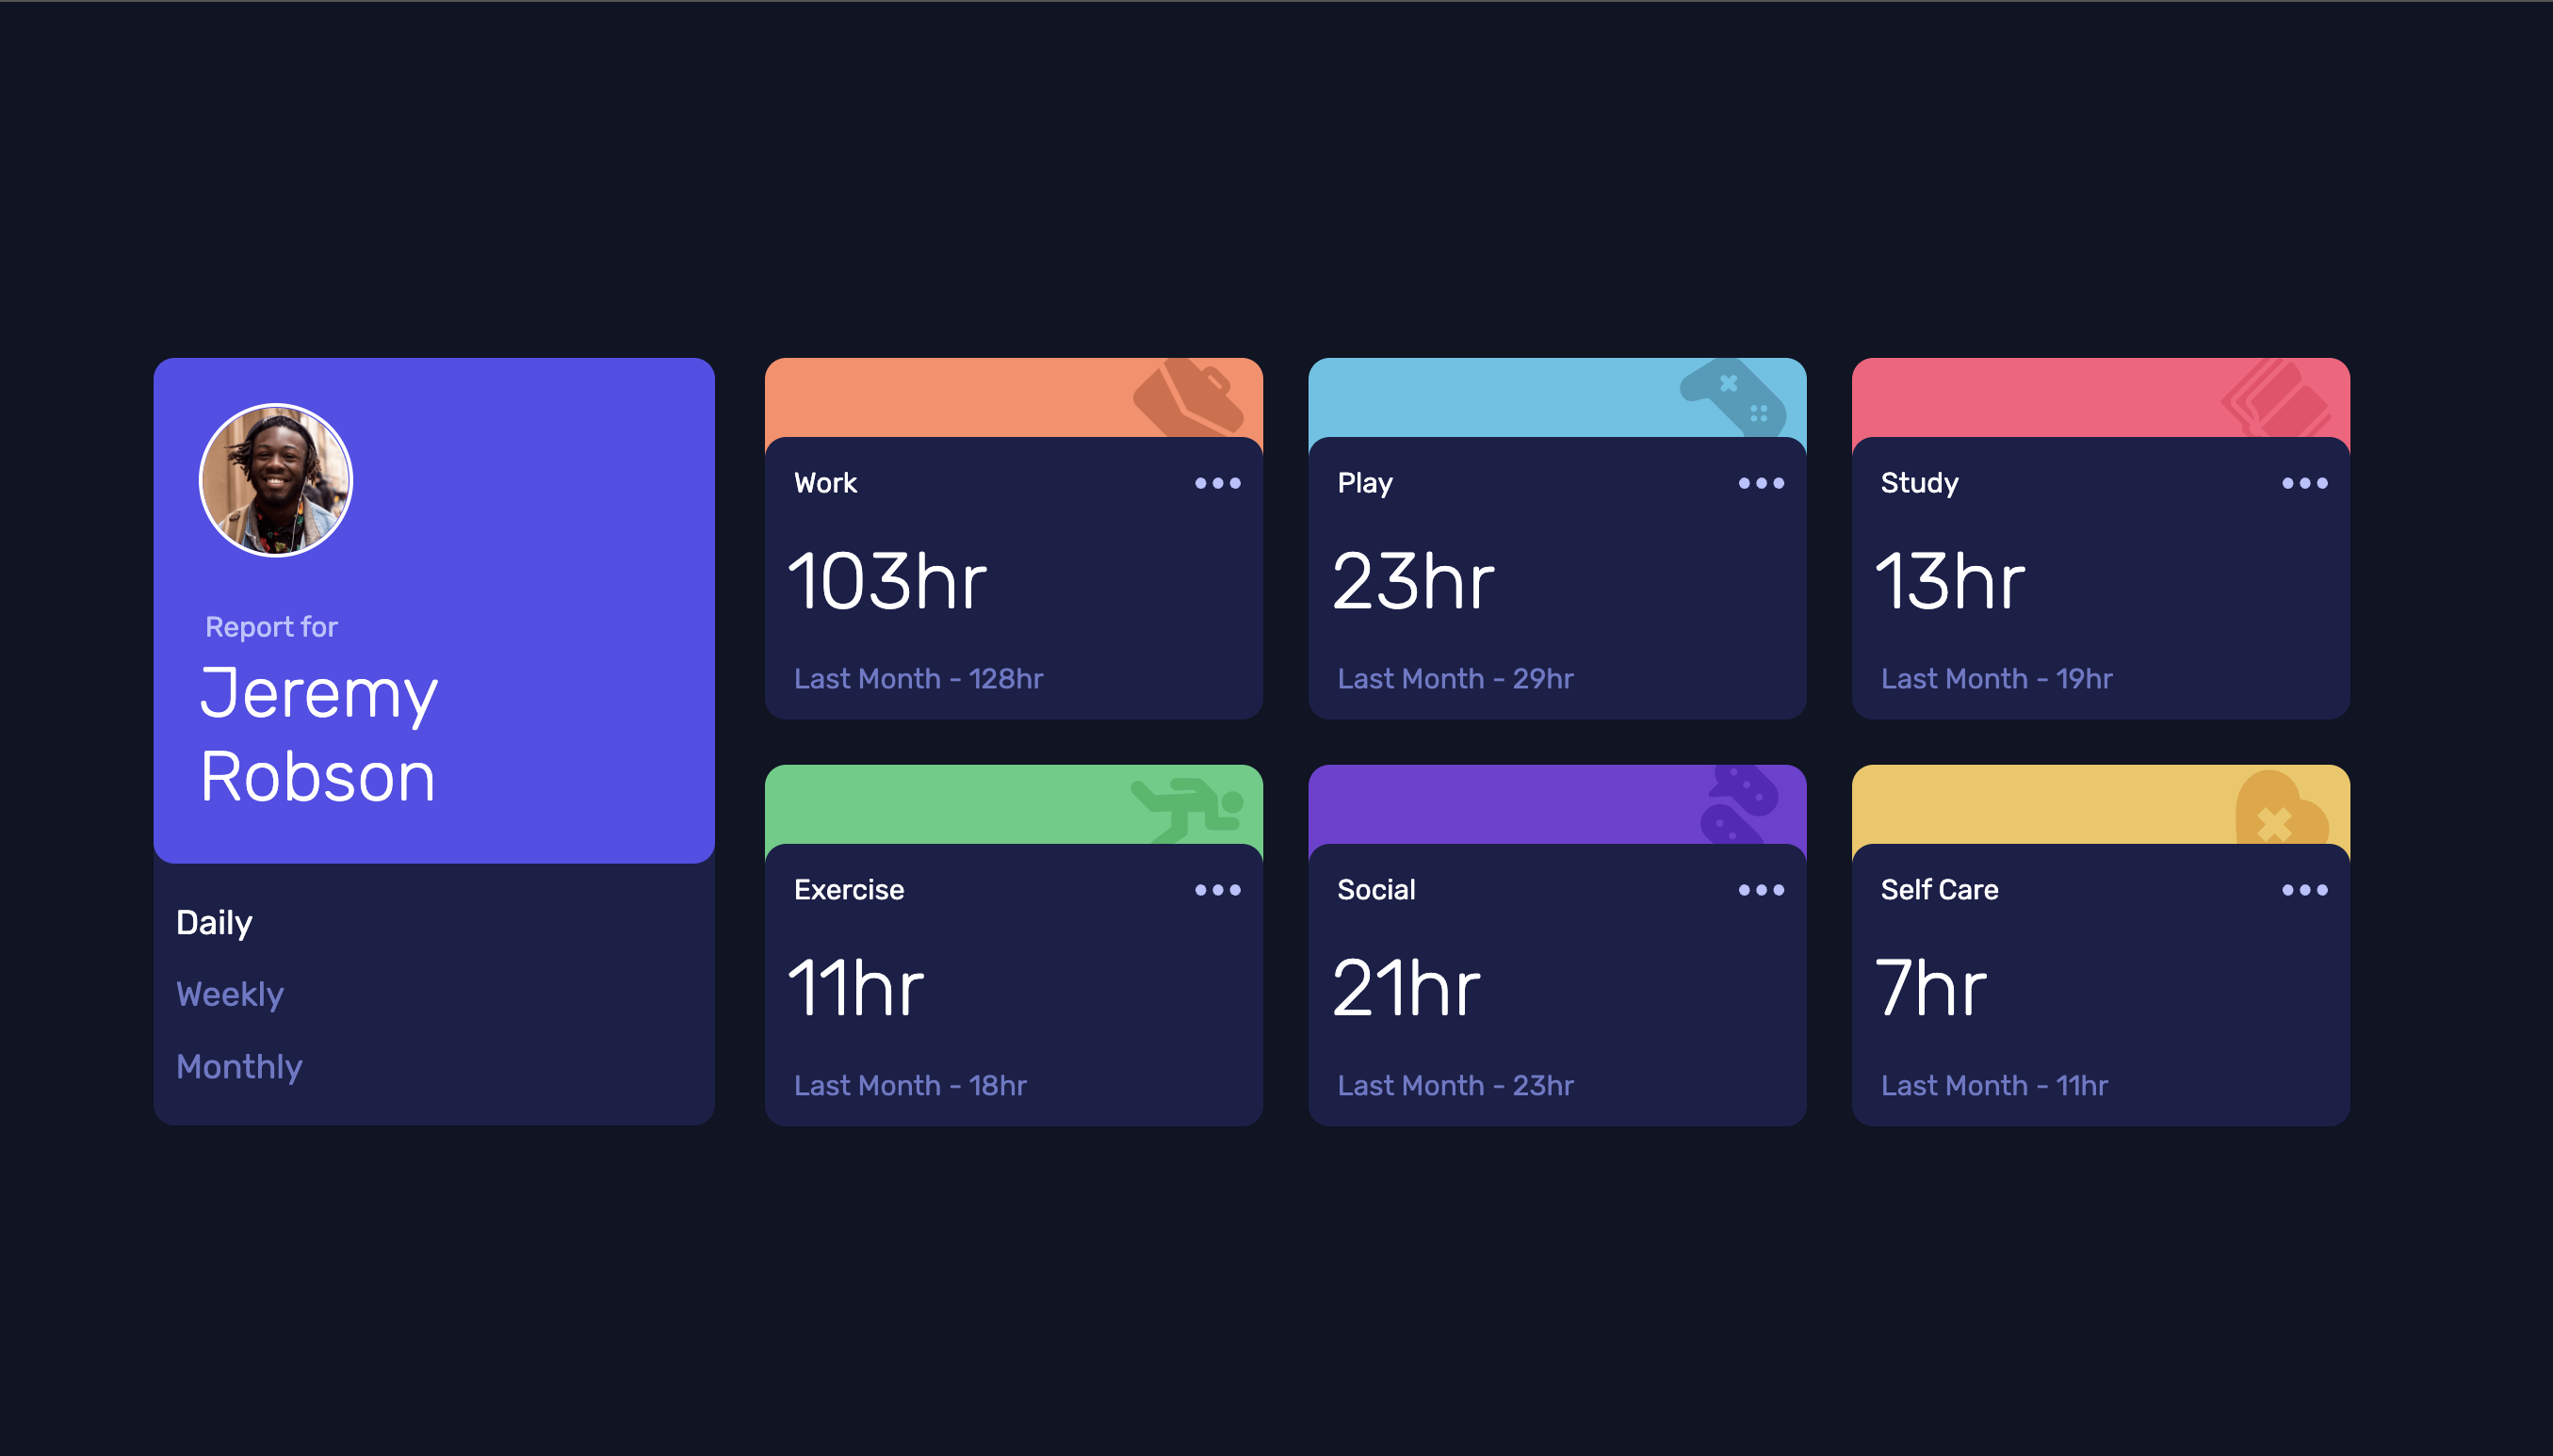 Report for
Jeremy
Robson
Daily
Weekly
Monthly
Work
103hr
Last Month - 128hr
Play
23hr
Last Month - 29hr
Study
13hr
Last Month - 19hr
Exercise
11hr
Last Month - 18hr
Social
21hr
Last Month - 23hr
Self Care
7hr
Last Month - 11hr